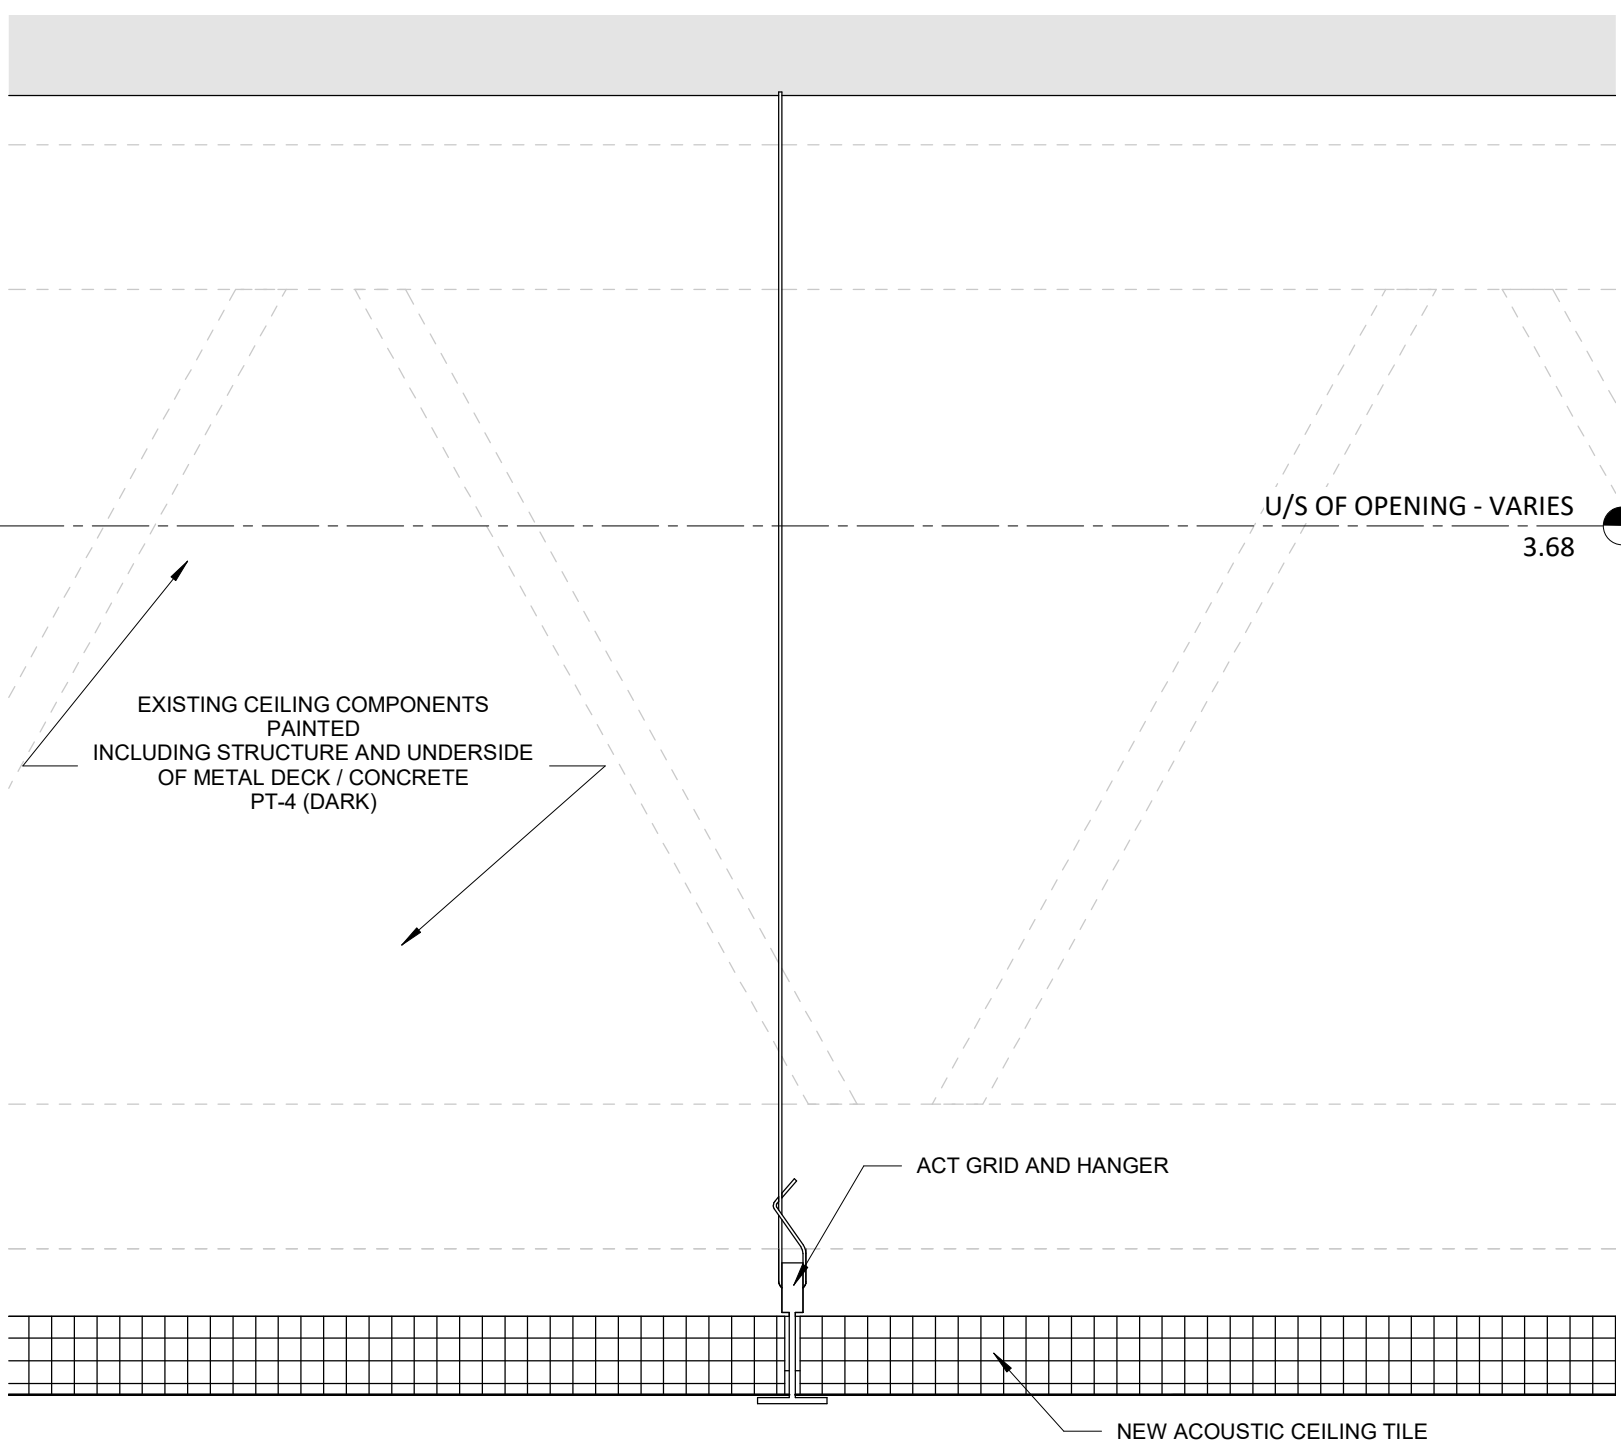 U/S OF OPENING - VARIES
3.68
EXISTING CEILING COMPONENTS
PAINTED
INCLUDING STRUCTURE AND UNDERSIDE
OF METAL DECK / CONCRETE
PT-4 (DARK)
ACT GRID AND HANGER
NEW ACOUSTIC CEILING TILE